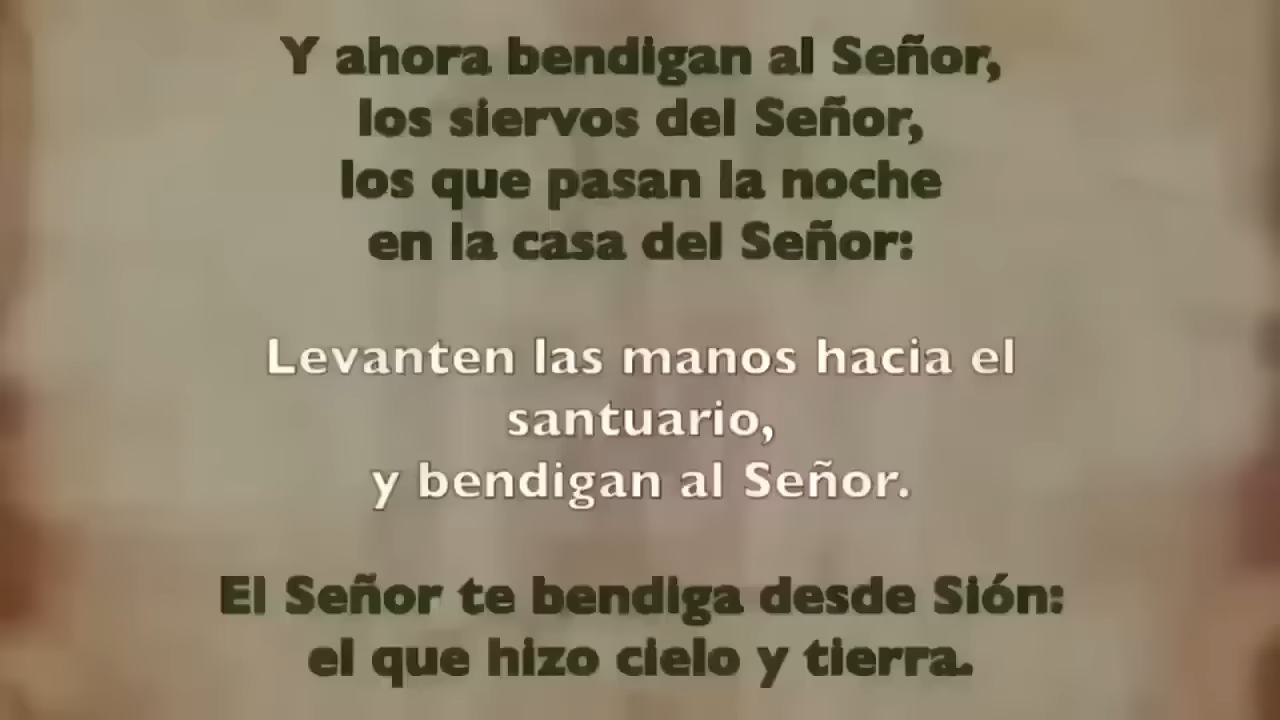 Y ahora bendigan al Señor,
los siervos del Señor,
los que pasan la noche
en la casa del Señor:
Levanten las manos hacia el
santuario,
y bendigan al Señor.
El Señor te bendiga desde Sión:
el que hizo cielo y tierra.